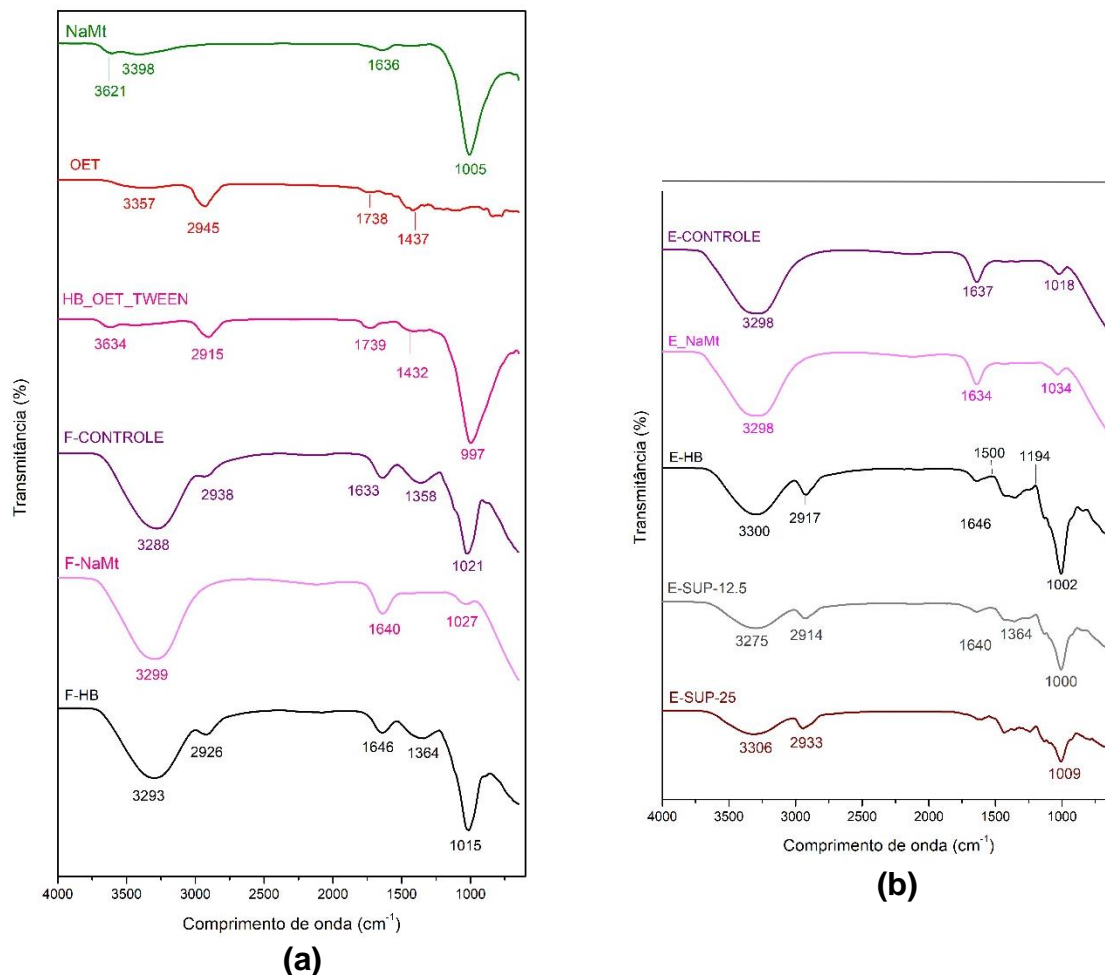 NaMt
3398
1636
3621
1005
OET
3357
1738
2945
1437
HB_OET_TWEEN
3634
2915
1739
1432
997
F-CONTROLE
2938
1633
1358
3288
1021
F-NaMt
1640
1027
3299
F-HB
2926
1646
1364
3293
1015
Transmitância (%)
4000 3500 3000 2500 2000 1500 1000
Comprimento de onda (cm⁻¹)
(a)
E-CONTROLE
1637
1018
3298
E_NaMt
1634
1034
3298
E-HB
1500
1194
3300
2917
1646
1002
E-SUP-12.5
3275
2914
1640
1364
1000
E-SUP-25
3306
2933
1009
Transmitância (%)
4000 3500 3000 2500 2000 1500 1000
Comprimento de onda (cm⁻¹)
(b)